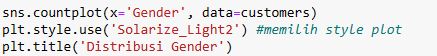 sns.countplot(x='Gender', data=customers)
plt.style.use('Solarize_Light2') #memilih style plot
plt.title('Distribusi Gender')